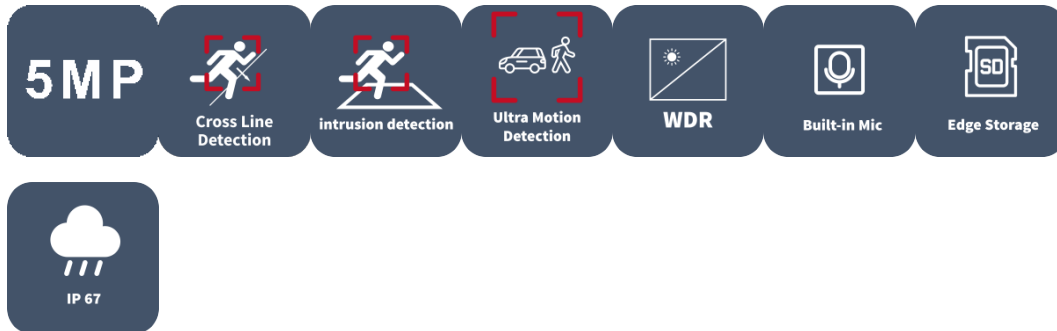 5MP
Cross Line
Detection
intrusion detection
Ultra Motion
Detection
WDR
Built-in Mic
SD
Edge Storage
IP 67